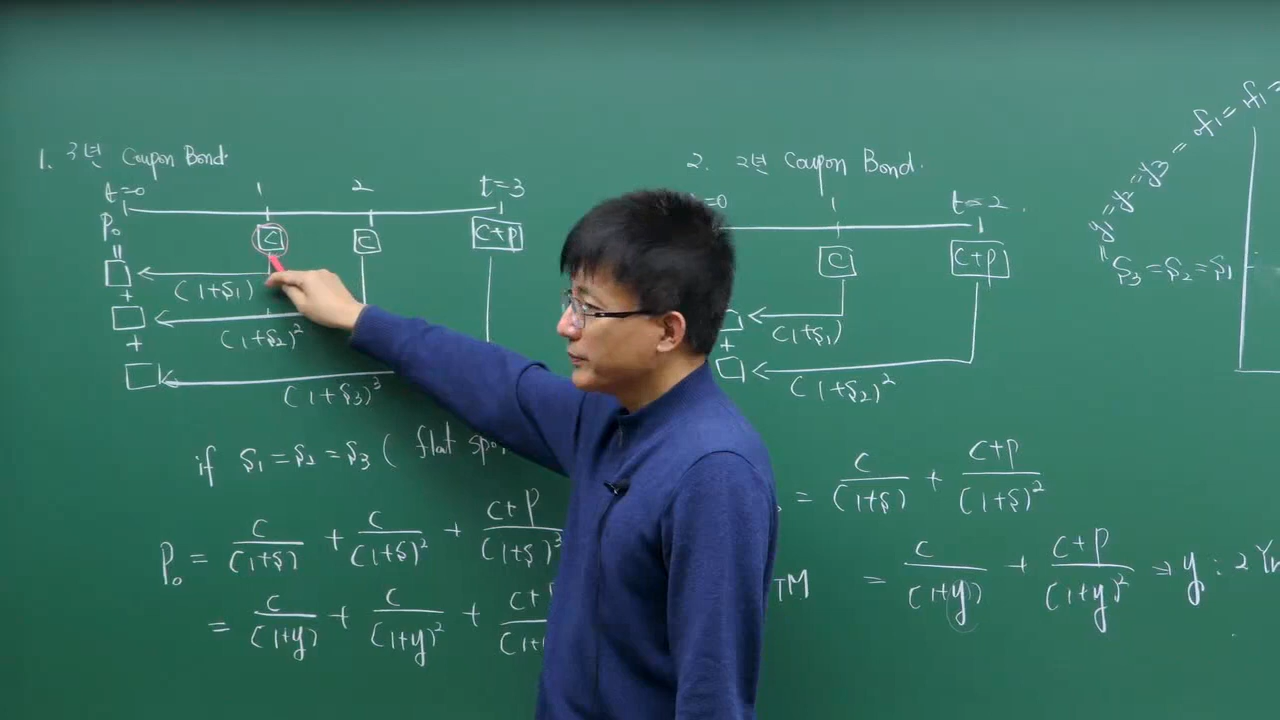 1. 3년 Coupon Bond.
t=0 1 2 t=3
P₀
||
C C C+P
(1+S₁)
+
(1+S₂)²
+
(1+S₃)³
if S₁=S₂=S₃ ( flat spo
P₀ = C/(1+S) + C/(1+S)² + C+P/(1+S)³
= C/(1+y) + C/(1+y)² + C+
2. 2년 Coupon Bond.
=0 1 t=2
C C+P
(1+S₁)
+
(1+S₂)²
= C/(1+S) + C+P/(1+S)²
TM = C/(1+y) + C+P/(1+y)² → y : 2 Yr
y₁=y₂=y₃ = f₁ = f₁ =
||
S₃=S₂=S₁